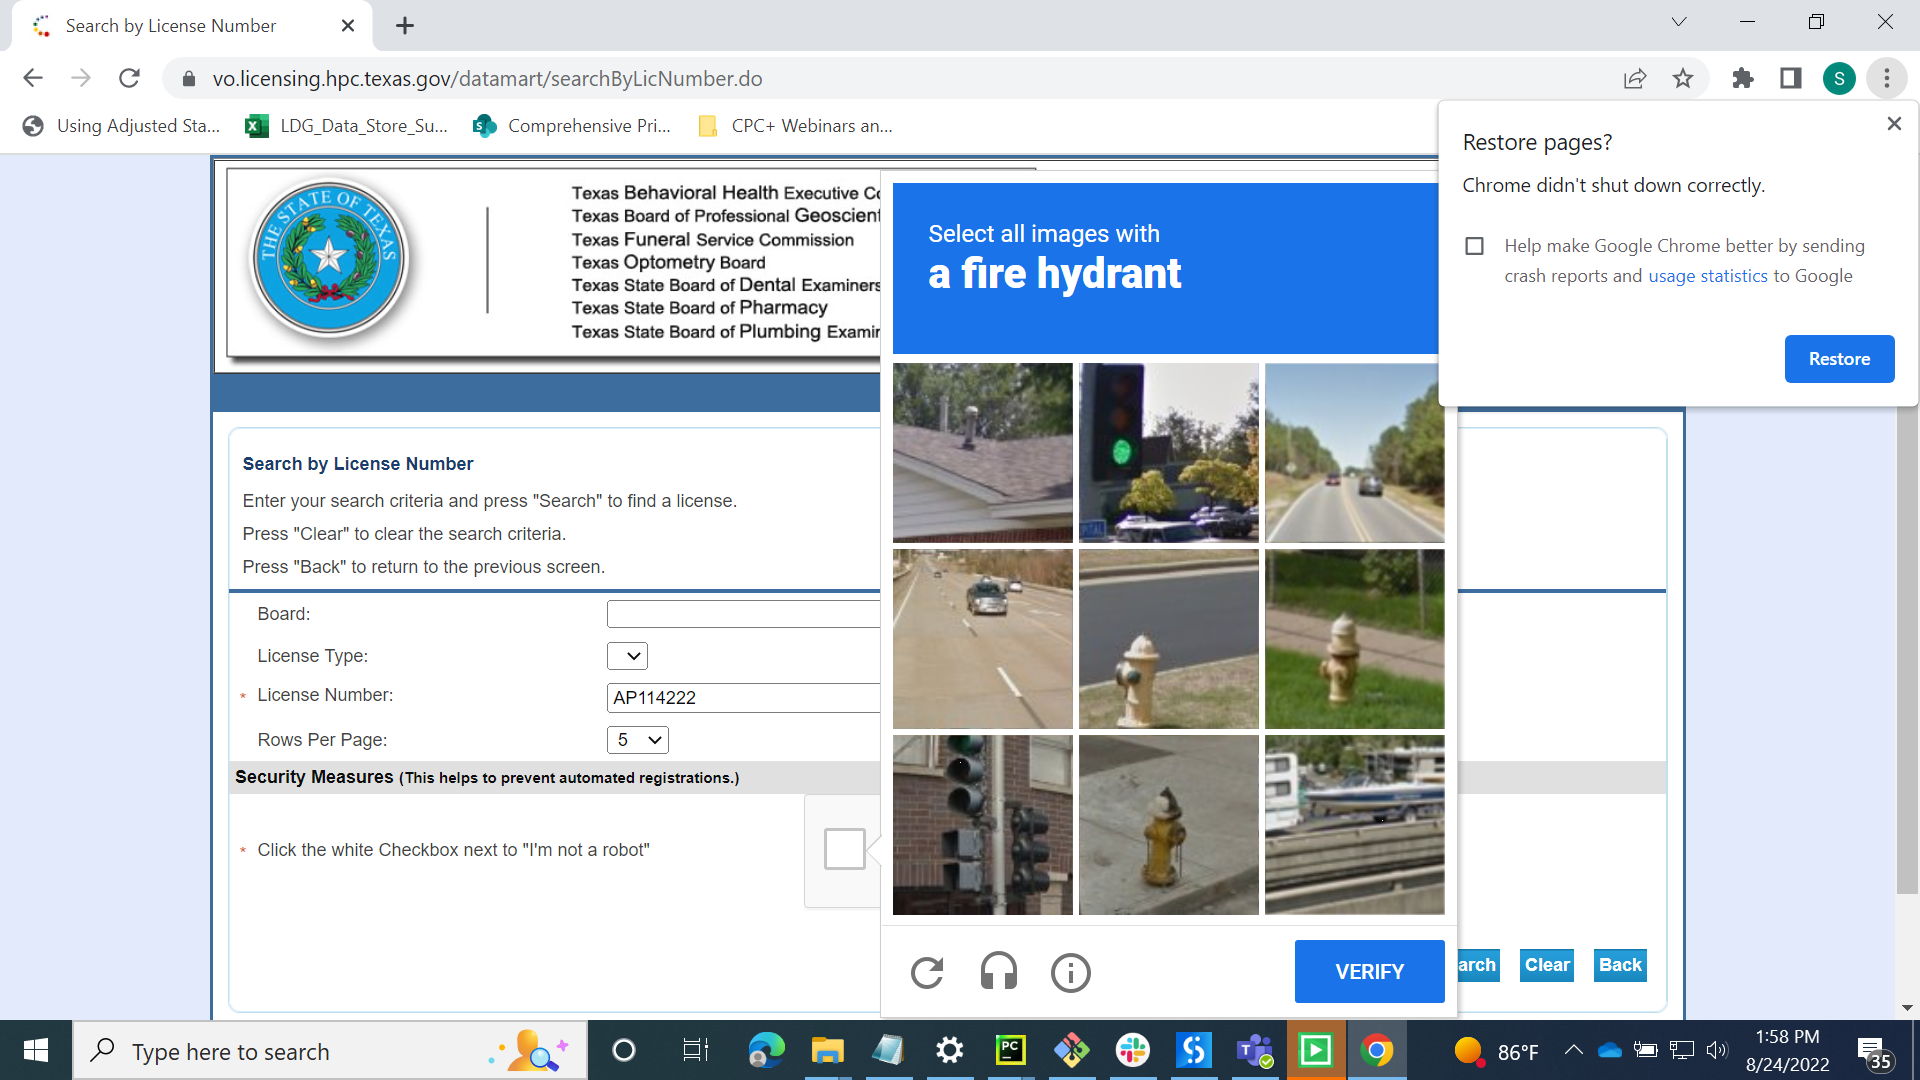 Search by License Number
vo.licensing.hpc.texas.gov/datamart/searchByLicNumber.do
S
Using Adjusted Sta...
LDG_Data_Store_Su...
Comprehensive Pri...
CPC+ Webinars an...
Restore pages?
Chrome didn't shut down correctly.
Help make Google Chrome better by sending
crash reports and usage statistics to Google
Restore
THE STATE OF TEXAS
Texas Behavioral Health Executive Co
Texas Board of Professional Geoscient
Texas Funeral Service Commission
Texas Optometry Board
Texas State Board of Dental Examiners
Texas State Board of Pharmacy
Texas State Board of Plumbing Examin
Select all images with
a fire hydrant
Search by License Number
Enter your search criteria and press "Search" to find a license.
Press "Clear" to clear the search criteria.
Press "Back" to return to the previous screen.
Board:
License Type:
* License Number:
AP114222
Rows Per Page:
5
Security Measures (This helps to prevent automated registrations.)
* Click the white Checkbox next to "I'm not a robot"
VERIFY
arch
Clear
Back
Type here to search
PC
86°F
1:58 PM
8/24/2022
35